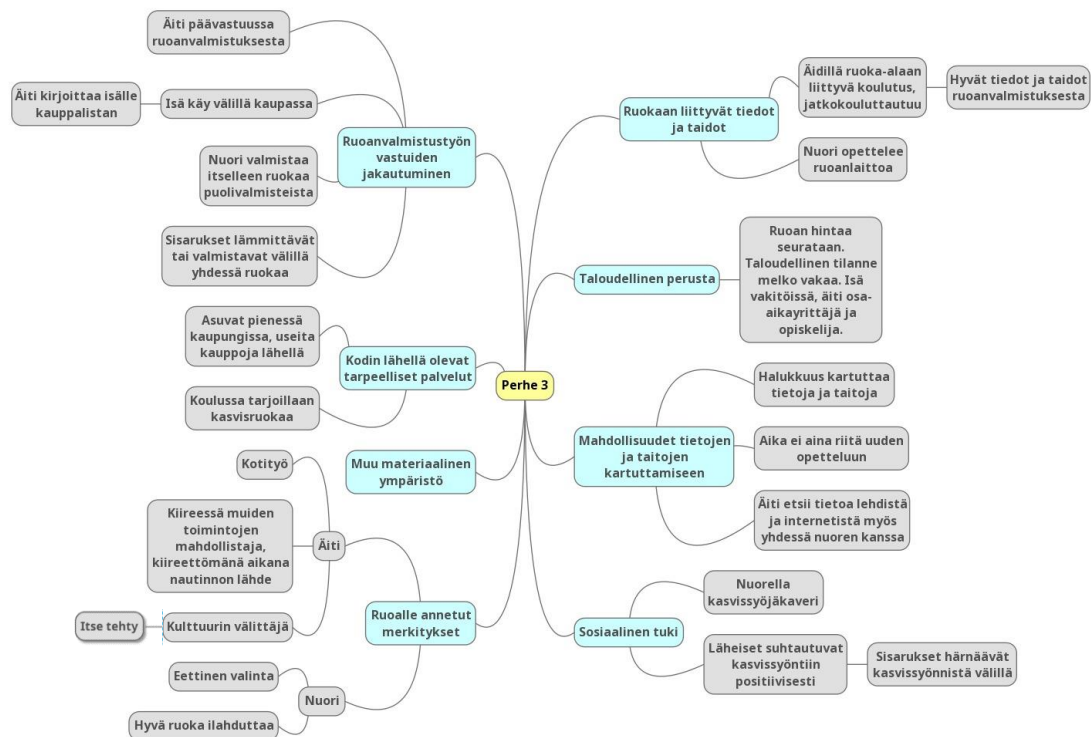 Perhe 3
Ruoanvalmistustyön
vastuiden
jakautuminen
Äiti päävastuussa
ruoanvalmistuksesta
Isä käy välillä kaupassa
Äiti kirjoittaa isälle
kauppalistan
Nuori valmistaa
itselleen ruokaa
puolivalmisteista
Sisarukset lämmittävät
tai valmistavat välillä
yhdessä ruokaa
Kodin lähellä olevat
tarpeelliset palvelut
Asuvat pienessä
kaupungissa, useita
kauppoja lähellä
Koulussa tarjoillaan
kasvisruokaa
Muu materiaalinen
ympäristö
Ruoalle annetut
merkitykset
Äiti
Kotityö
Kiireessä muiden
toimintojen
mahdollistaja,
kiireettömänä aikana
nautinnon lähde
Kulttuurin välittäjä
Itse tehty
Nuori
Eettinen valinta
Hyvä ruoka ilahduttaa
Ruokaan liittyvät tiedot
ja taidot
Äidillä ruoka-alaan
liittyvä koulutus,
jatkokouluttautuu
Hyvät tiedot ja taidot
ruoanvalmistuksesta
Nuori opettelee
ruoanlaittoa
Taloudellinen perusta
Ruoan hintaa
seurataan.
Taloudellinen tilanne
melko vakaa. Isä
vakitöissä, äiti osa-
aikayrittäjä ja
opiskelija.
Mahdollisuudet tietojen
ja taitojen
kartuttamiseen
Halukkuus kartuttaa
tietoja ja taitoja
Aika ei aina riitä uuden
opetteluun
Äiti etsii tietoa lehdistä
ja internetistä myös
yhdessä nuoren kanssa
Sosiaalinen tuki
Nuorella
kasvissyöjäkaveri
Läheiset suhtautuvat
kasvissyöntiin
positiivisesti
Sisarukset härnäävät
kasvisyönnistä välillä